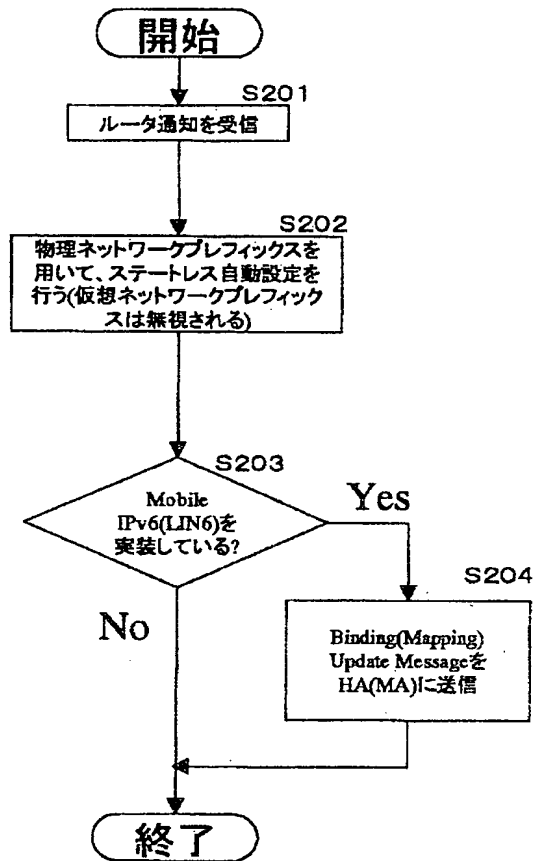 開始
S201
ルータ通知を受信
S202
物理ネットワークプレフィックスを
用いて、ステートレス自動設定を
行う(仮想ネットワークプレフィック
スは無視される)
S203
Mobile
IPv6(LIN6)を
実装している?
Yes
S204
No
Binding(Mapping)
Update Messageを
HA(MA)に送信
終了